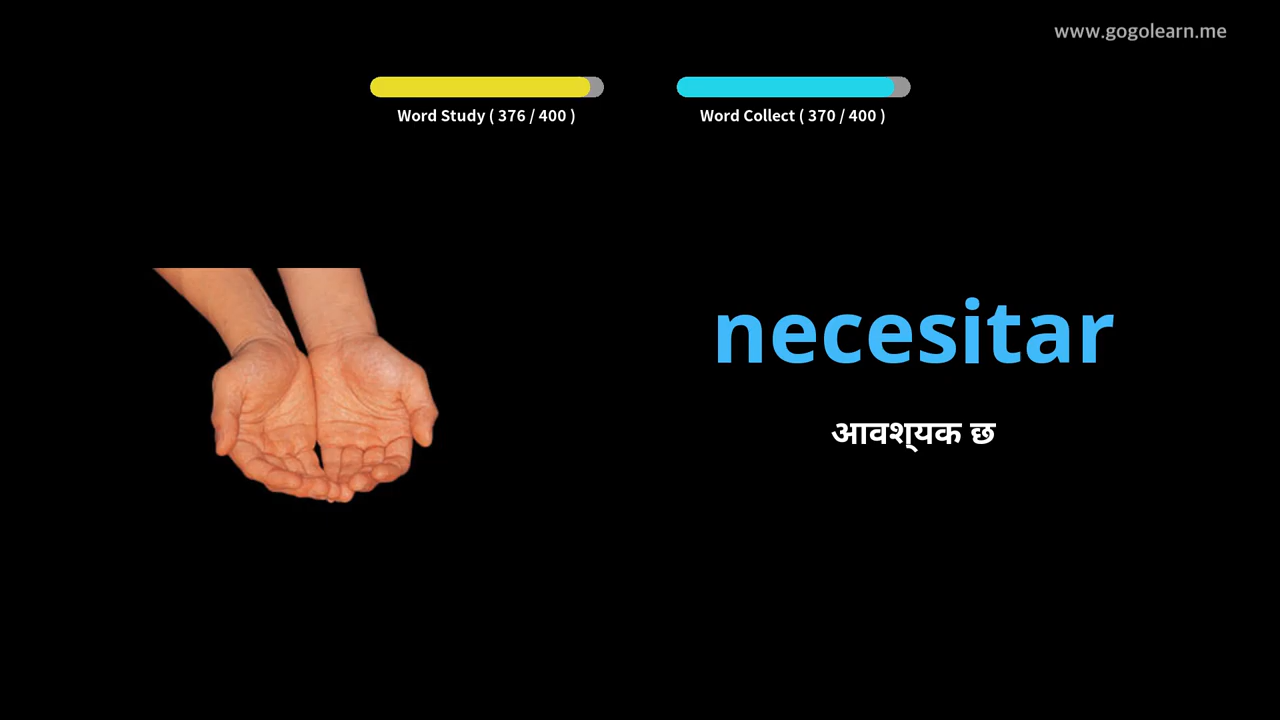 www.gogolearn.me
Word Study ( 376 / 400 )
Word Collect ( 370 / 400 )
necesitar
आवश्यक छ